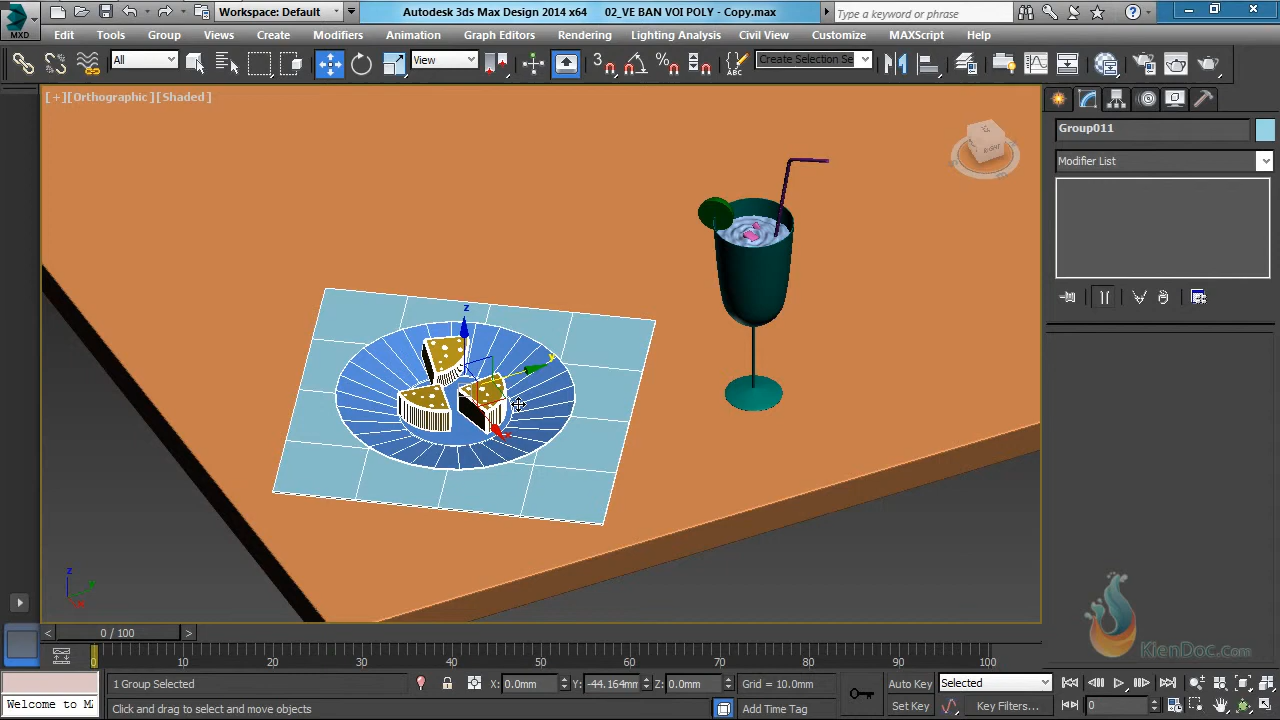 MXD
Workspace: Default
Autodesk 3ds Max Design 2014 x64 02_VE BAN VOI POLY - Copy.max
Type a keyword or phrase
Edit Tools Group Views Create Modifiers Animation Graph Editors Rendering Lighting Analysis Civil View Customize MAXScript Help
All
View
3
Create Selection Se
ABC
[+][Orthographic][Shaded]
Group011
Modifier List
z
y
z
0 / 100
0 10 20 30 40 50 60 70 80 90 100
KienDoc.Com
1 Group Selected
X: 0.0mm Y: -44.164mm Z: 0.0mm Grid = 10.0mm
Auto Key Selected
Welcome to M
Click and drag to select and move objects
Add Time Tag
Set Key Key Filters... 0